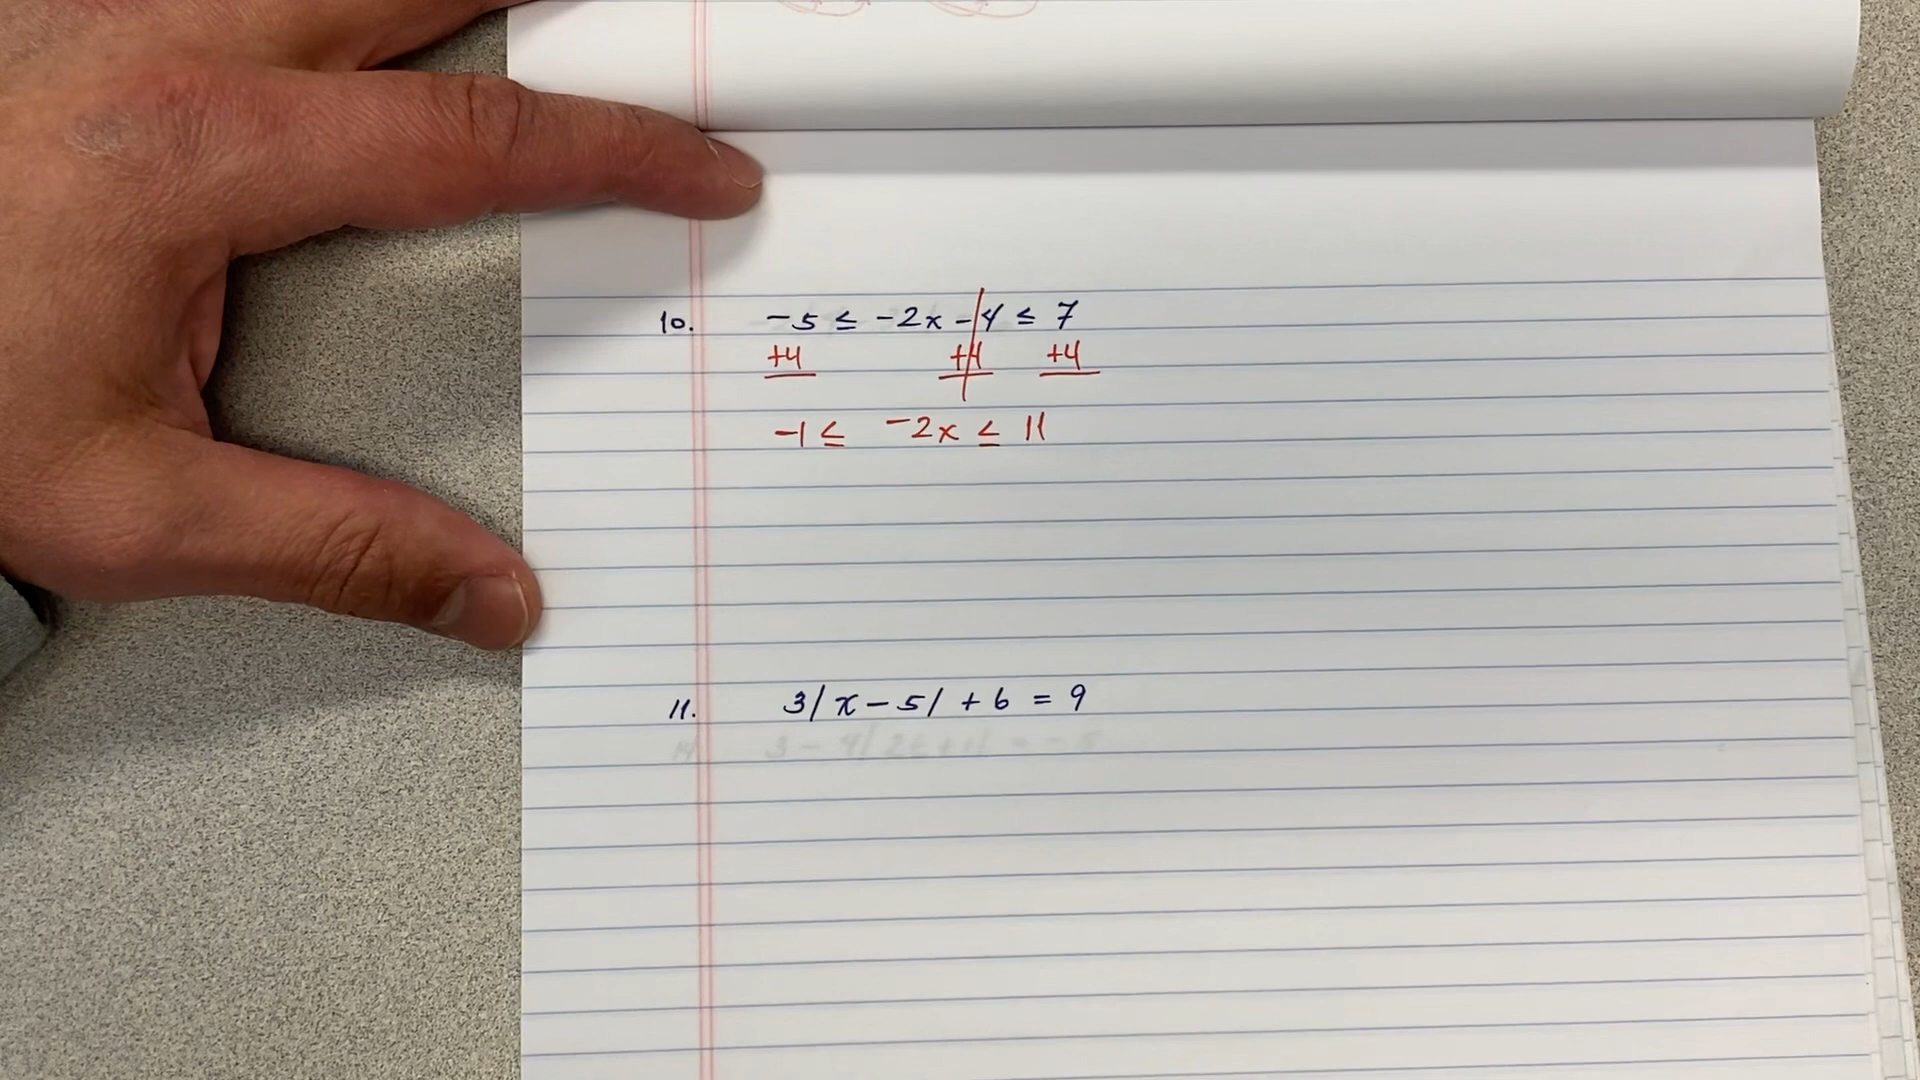 10. -5 ≤ -2x - 4 ≤ 7
+4 +4 +4
-1 ≤ -2x ≤ 11
11. 3|x - 5| + 6 = 9